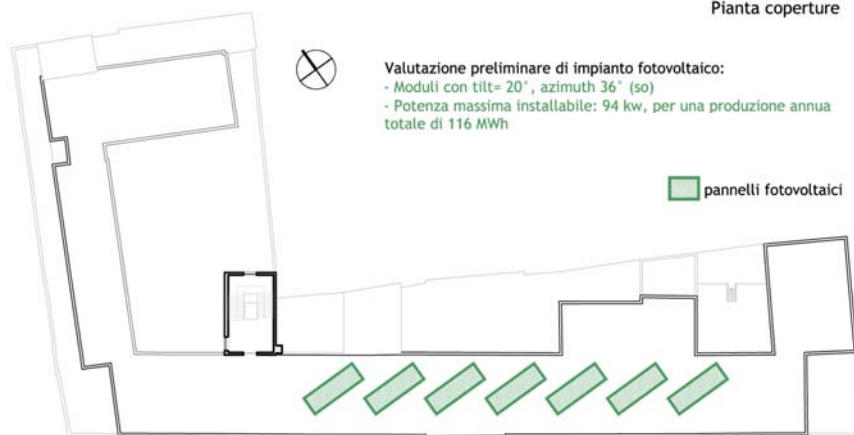 Pianta coperture
Valutazione preliminare di impianto fotovoltaico:
- Moduli con tilt= 20°, azimuth 36° (so)
- Potenza massima installabile: 94 kw, per una produzione annua
totale di 116 MWh
pannelli fotovoltaici